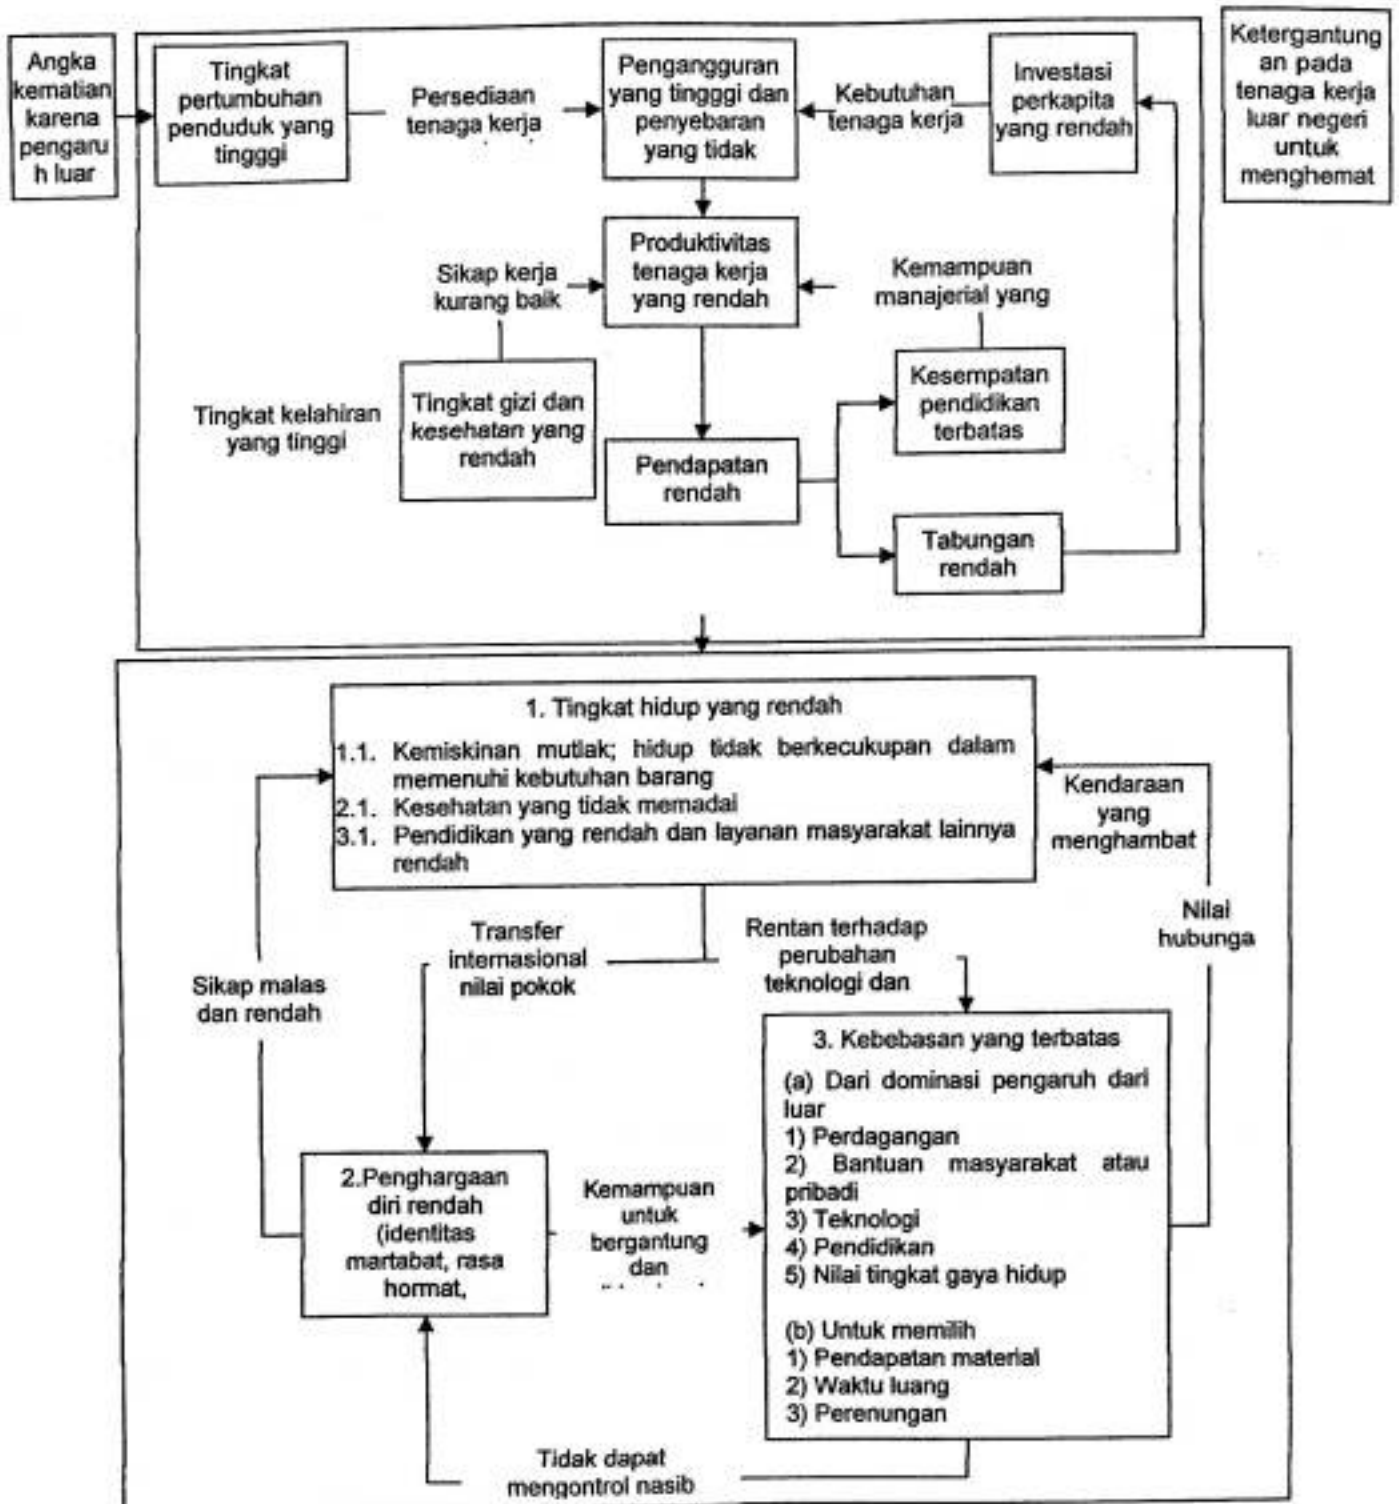 Angka
kematian
karena
pengaru
h luar
Tingkat
pertumbuhan
penduduk yang
tingggi
Persediaan
tenaga kerja
Pengangguran
yang tingggi dan
penyebaran
yang tidak
Kebutuhan
tenaga kerja
Investasi
perkapita
yang rendah
Ketergantung
an pada
tenaga kerja
luar negeri
untuk
menghemat
Produktivitas
tenaga kerja
yang rendah
Sikap kerja
kurang baik
Kemampuan
manajerial yang
Tingkat kelahiran
yang tinggi
Tingkat gizi dan
kesehatan yang
rendah
Pendapatan
rendah
Kesempatan
pendidikan
terbatas
Tabungan
rendah
1. Tingkat hidup yang rendah
1.1. Kemiskinan mutlak; hidup tidak berkecukupan dalam
memenuhi kebutuhan barang
2.1. Kesehatan yang tidak memadai
3.1. Pendidikan yang rendah dan layanan masyarakat lainnya
rendah
Kendaraan
yang
menghambat
Nilai
hubunga
Sikap malas
dan rendah
Transfer
internasional
nilai pokok
Rentan terhadap
perubahan
teknologi dan
2.Penghargaan
diri rendah
(identitas
martabat, rasa
hormat,
Kemampuan
untuk
bergantung
dan
3. Kebebasan yang terbatas
(a) Dari dominasi pengaruh dari
luar
1) Perdagangan
2) Bantuan masyarakat atau
pribadi
3) Teknologi
4) Pendidikan
5) Nilai tingkat gaya hidup
(b) Untuk memilih
1) Pendapatan material
2) Waktu luang
3) Perenungan
Tidak dapat
mengontrol nasib